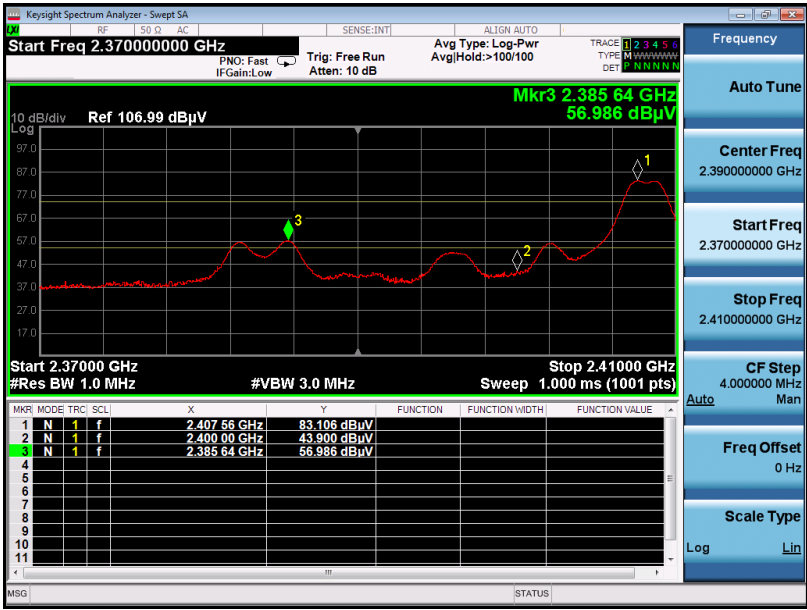 Keysight Spectrum Analyzer - Swept SA
LXI
RF 50 Ω AC SENSE:INT ALIGN AUTO
Start Freq 2.370000000 GHz
PNO: Fast
IFGain:Low
Trig: Free Run
Atten: 10 dB
Avg Type: Log-Pwr
Avg|Hold:>100/100
TRACE 1 2 3 4 5 6
TYPE M WWWWW
DET P N N N N N
Mkr3 2.385 64 GHz
56.986 dBµV
10 dB/div Ref 106.99 dBµV
Log
97.0
87.0
77.0
67.0
57.0
47.0
37.0
27.0
17.0
1
2
3
Start 2.37000 GHz
Stop 2.41000 GHz
#Res BW 1.0 MHz
#VBW 3.0 MHz
Sweep 1.000 ms (1001 pts)
MKR MODE TRC SCL X Y FUNCTION FUNCTION WIDTH FUNCTION VALUE
1 N 1 f 2.407 56 GHz 83.106 dBµV
2 N 1 f 2.400 00 GHz 43.900 dBµV
3 N 1 f 2.385 64 GHz 56.986 dBµV
4
5
6
7
8
9
10
11
MSG
STATUS
Frequency
Auto Tune
Center Freq
2.390000000 GHz
Start Freq
2.370000000 GHz
Stop Freq
2.410000000 GHz
CF Step
4.000000 MHz
Auto Man
Freq Offset
0 Hz
Scale Type
Log Lin